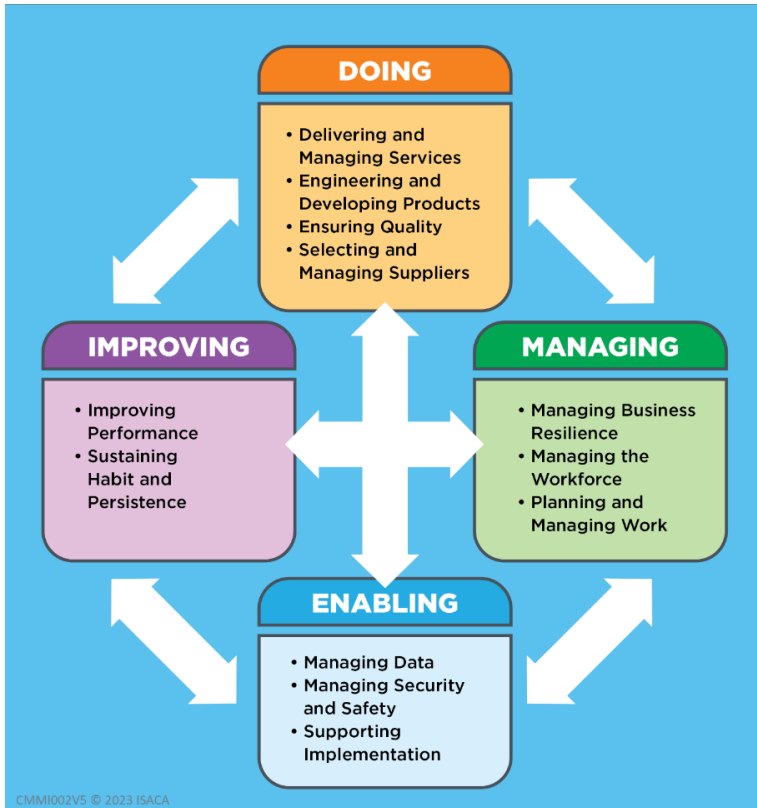 DOING
• Delivering and
Managing Services
• Engineering and
Developing Products
• Ensuring Quality
• Selecting and
Managing Suppliers
IMPROVING
• Improving
Performance
• Sustaining
Habit and
Persistence
MANAGING
• Managing Business
Resilience
• Managing the
Workforce
• Planning and
Managing Work
ENABLING
• Managing Data
• Managing Security
and Safety
• Supporting
Implementation
CMMI002V5 © 2023 ISACA